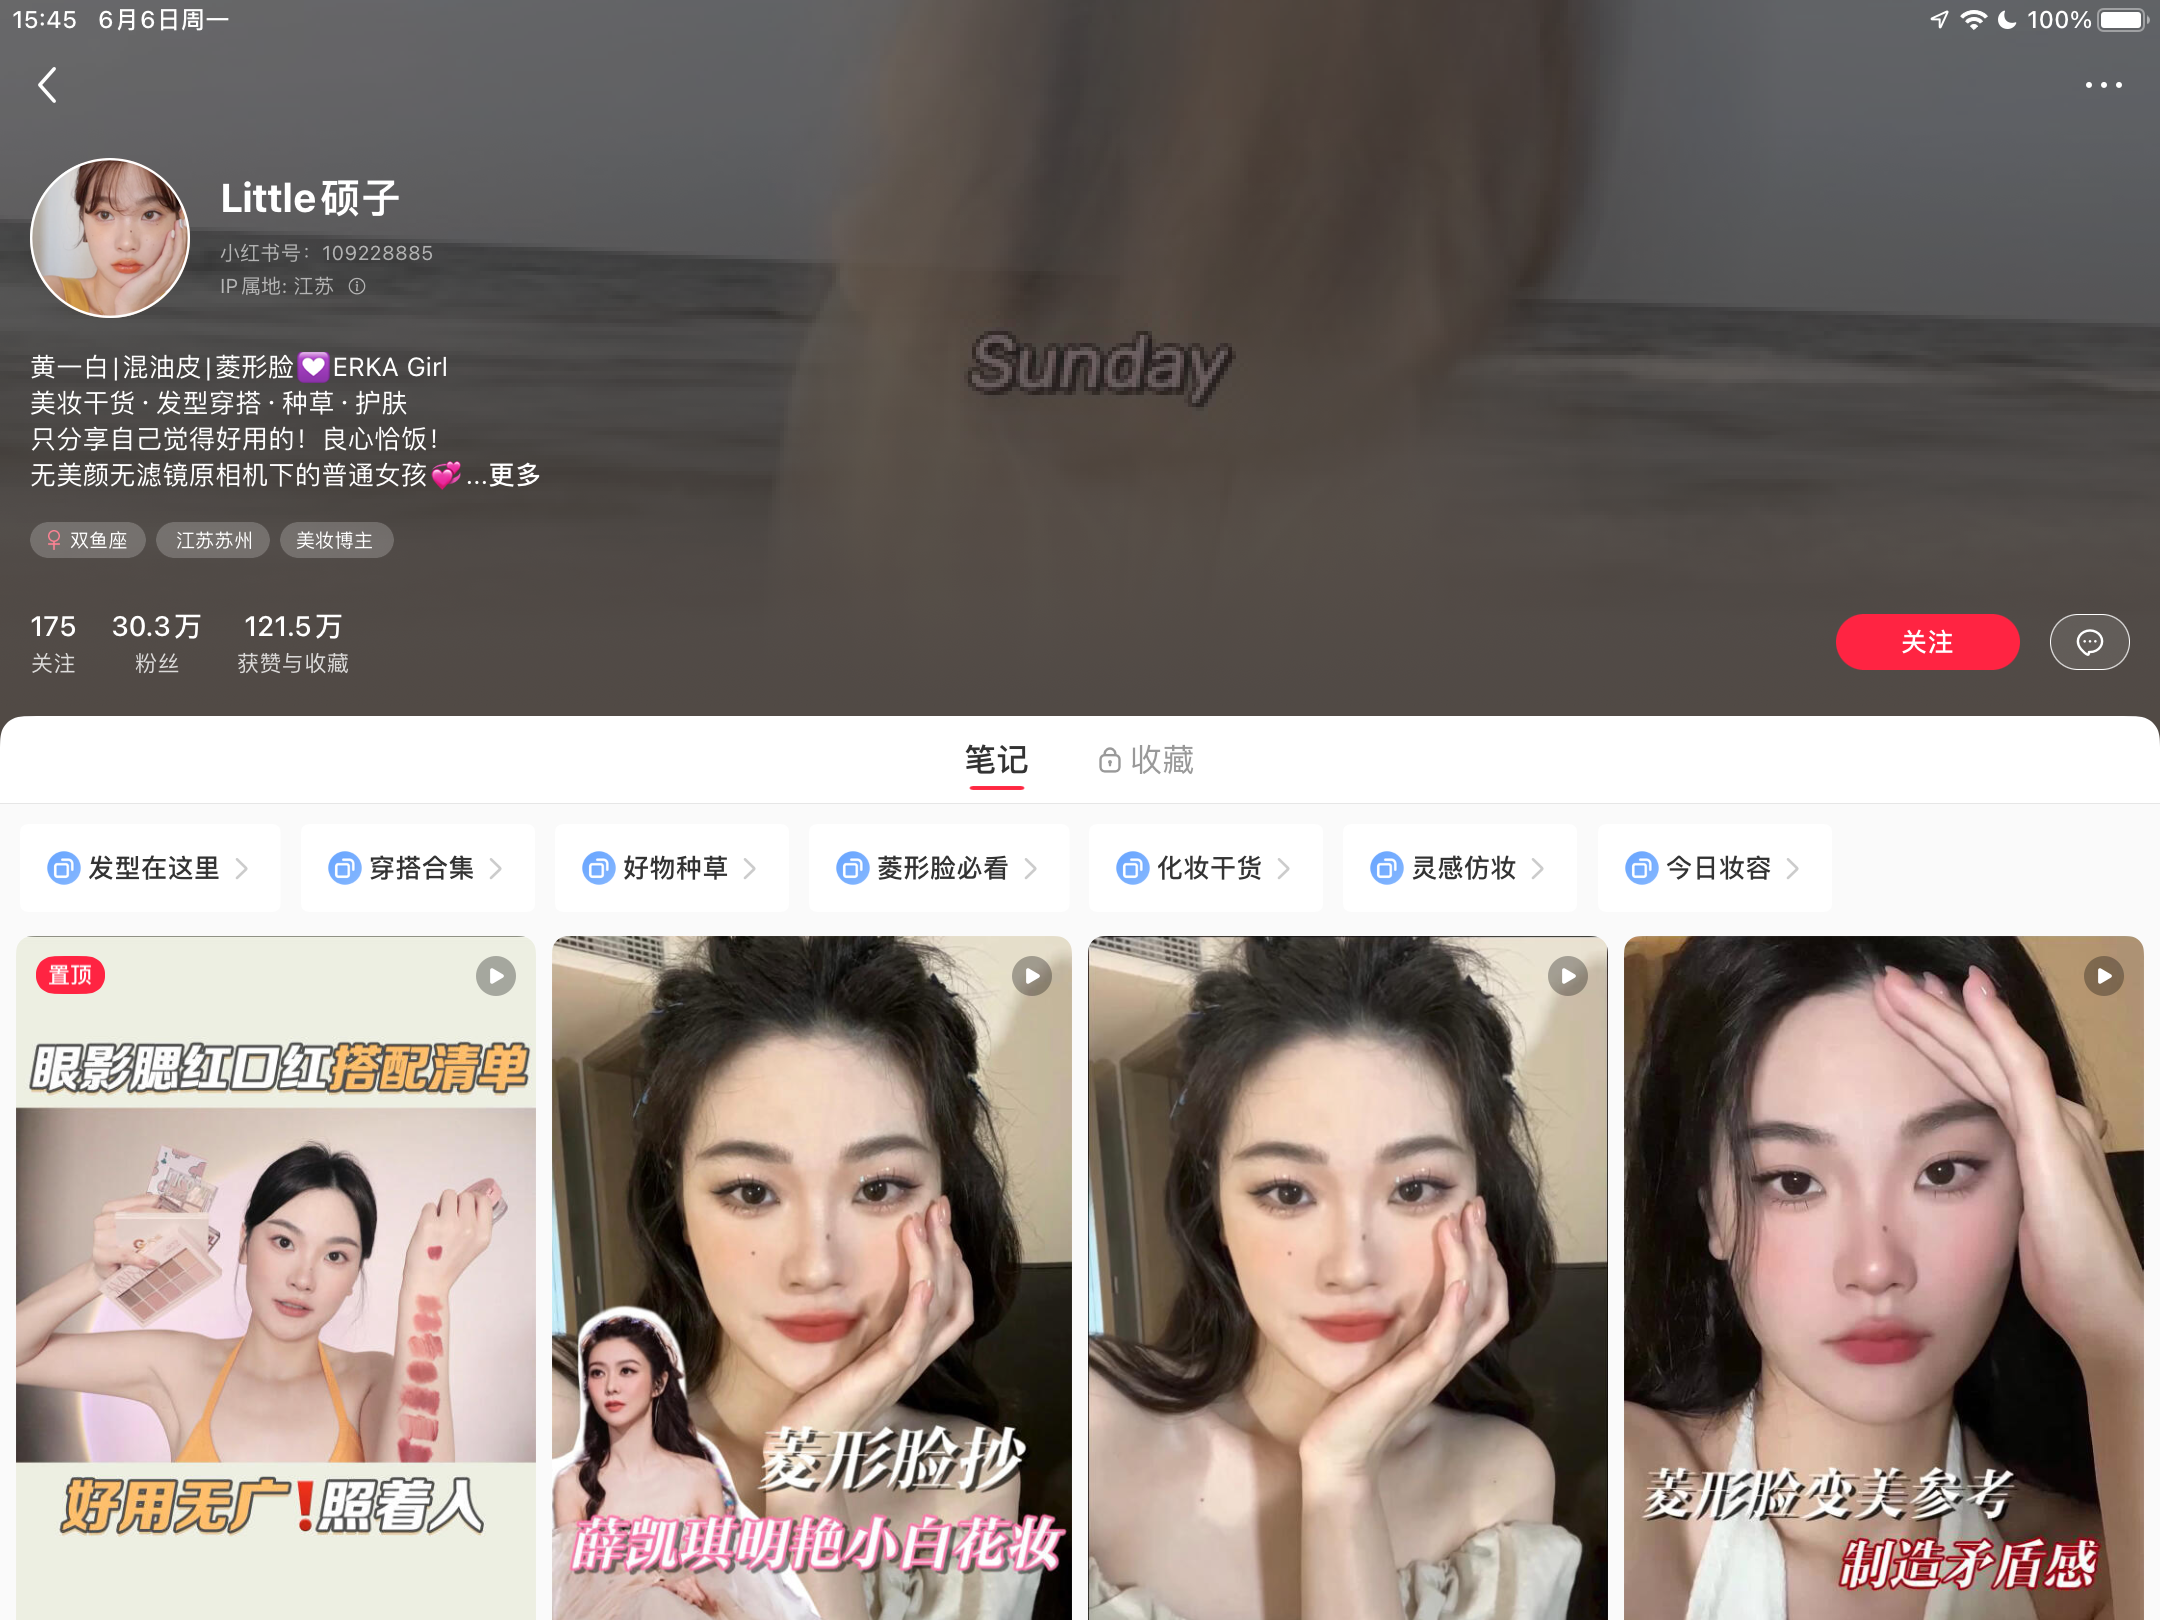 15:45 6月6日周一
100%
Little硕子
小红书号：109228885
IP属地: 江苏
黄一白|混油皮|菱形脸💟ERKA Girl
美妆干货 · 发型穿搭 · 种草 · 护肤
只分享自己觉得好用的！良心恰饭！
无美颜无滤镜原相机下的普通女孩💞...更多
双鱼座 江苏苏州 美妆博主
Sunday
175 30.3万 121.5万
关注 粉丝 获赞与收藏
关注
笔记 收藏
发型在这里 穿搭合集 好物种草 菱形脸必看 化妆干货 灵感仿妆 今日妆容
置顶
眼影腮红口红搭配清单
好用无广❗照着入
菱形脸抄
薛凯琪明艳小白花妆
菱形脸变美参考
制造矛盾感